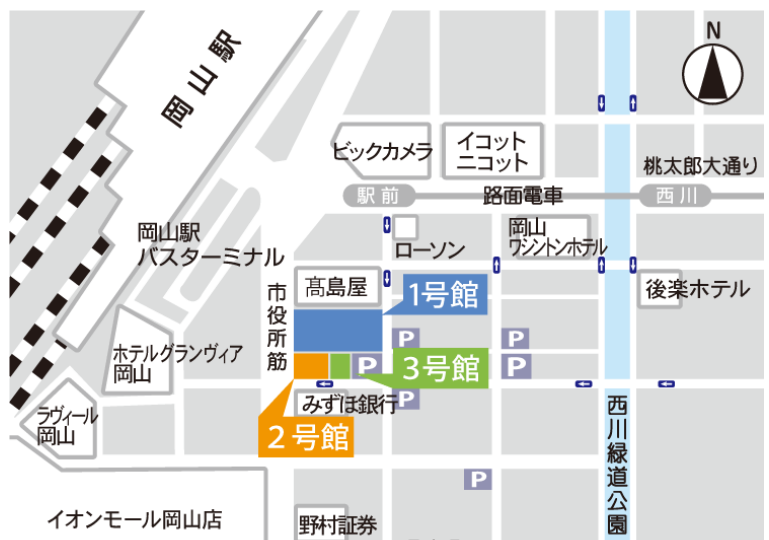 N
岡山駅
ビックカメラ
イコット
ニコット
桃太郎大通り
駅前
路面電車
西川
岡山駅
バスターミナル
ローソン
岡山
ワシントンホテル
市役所筋
髙島屋
1号館
後楽ホテル
ホテルグランヴィア
岡山
P
P
P
P
3号館
みずほ銀行
P
ラヴィール
岡山
2号館
西川緑道公園
P
イオンモール岡山店
野村証券